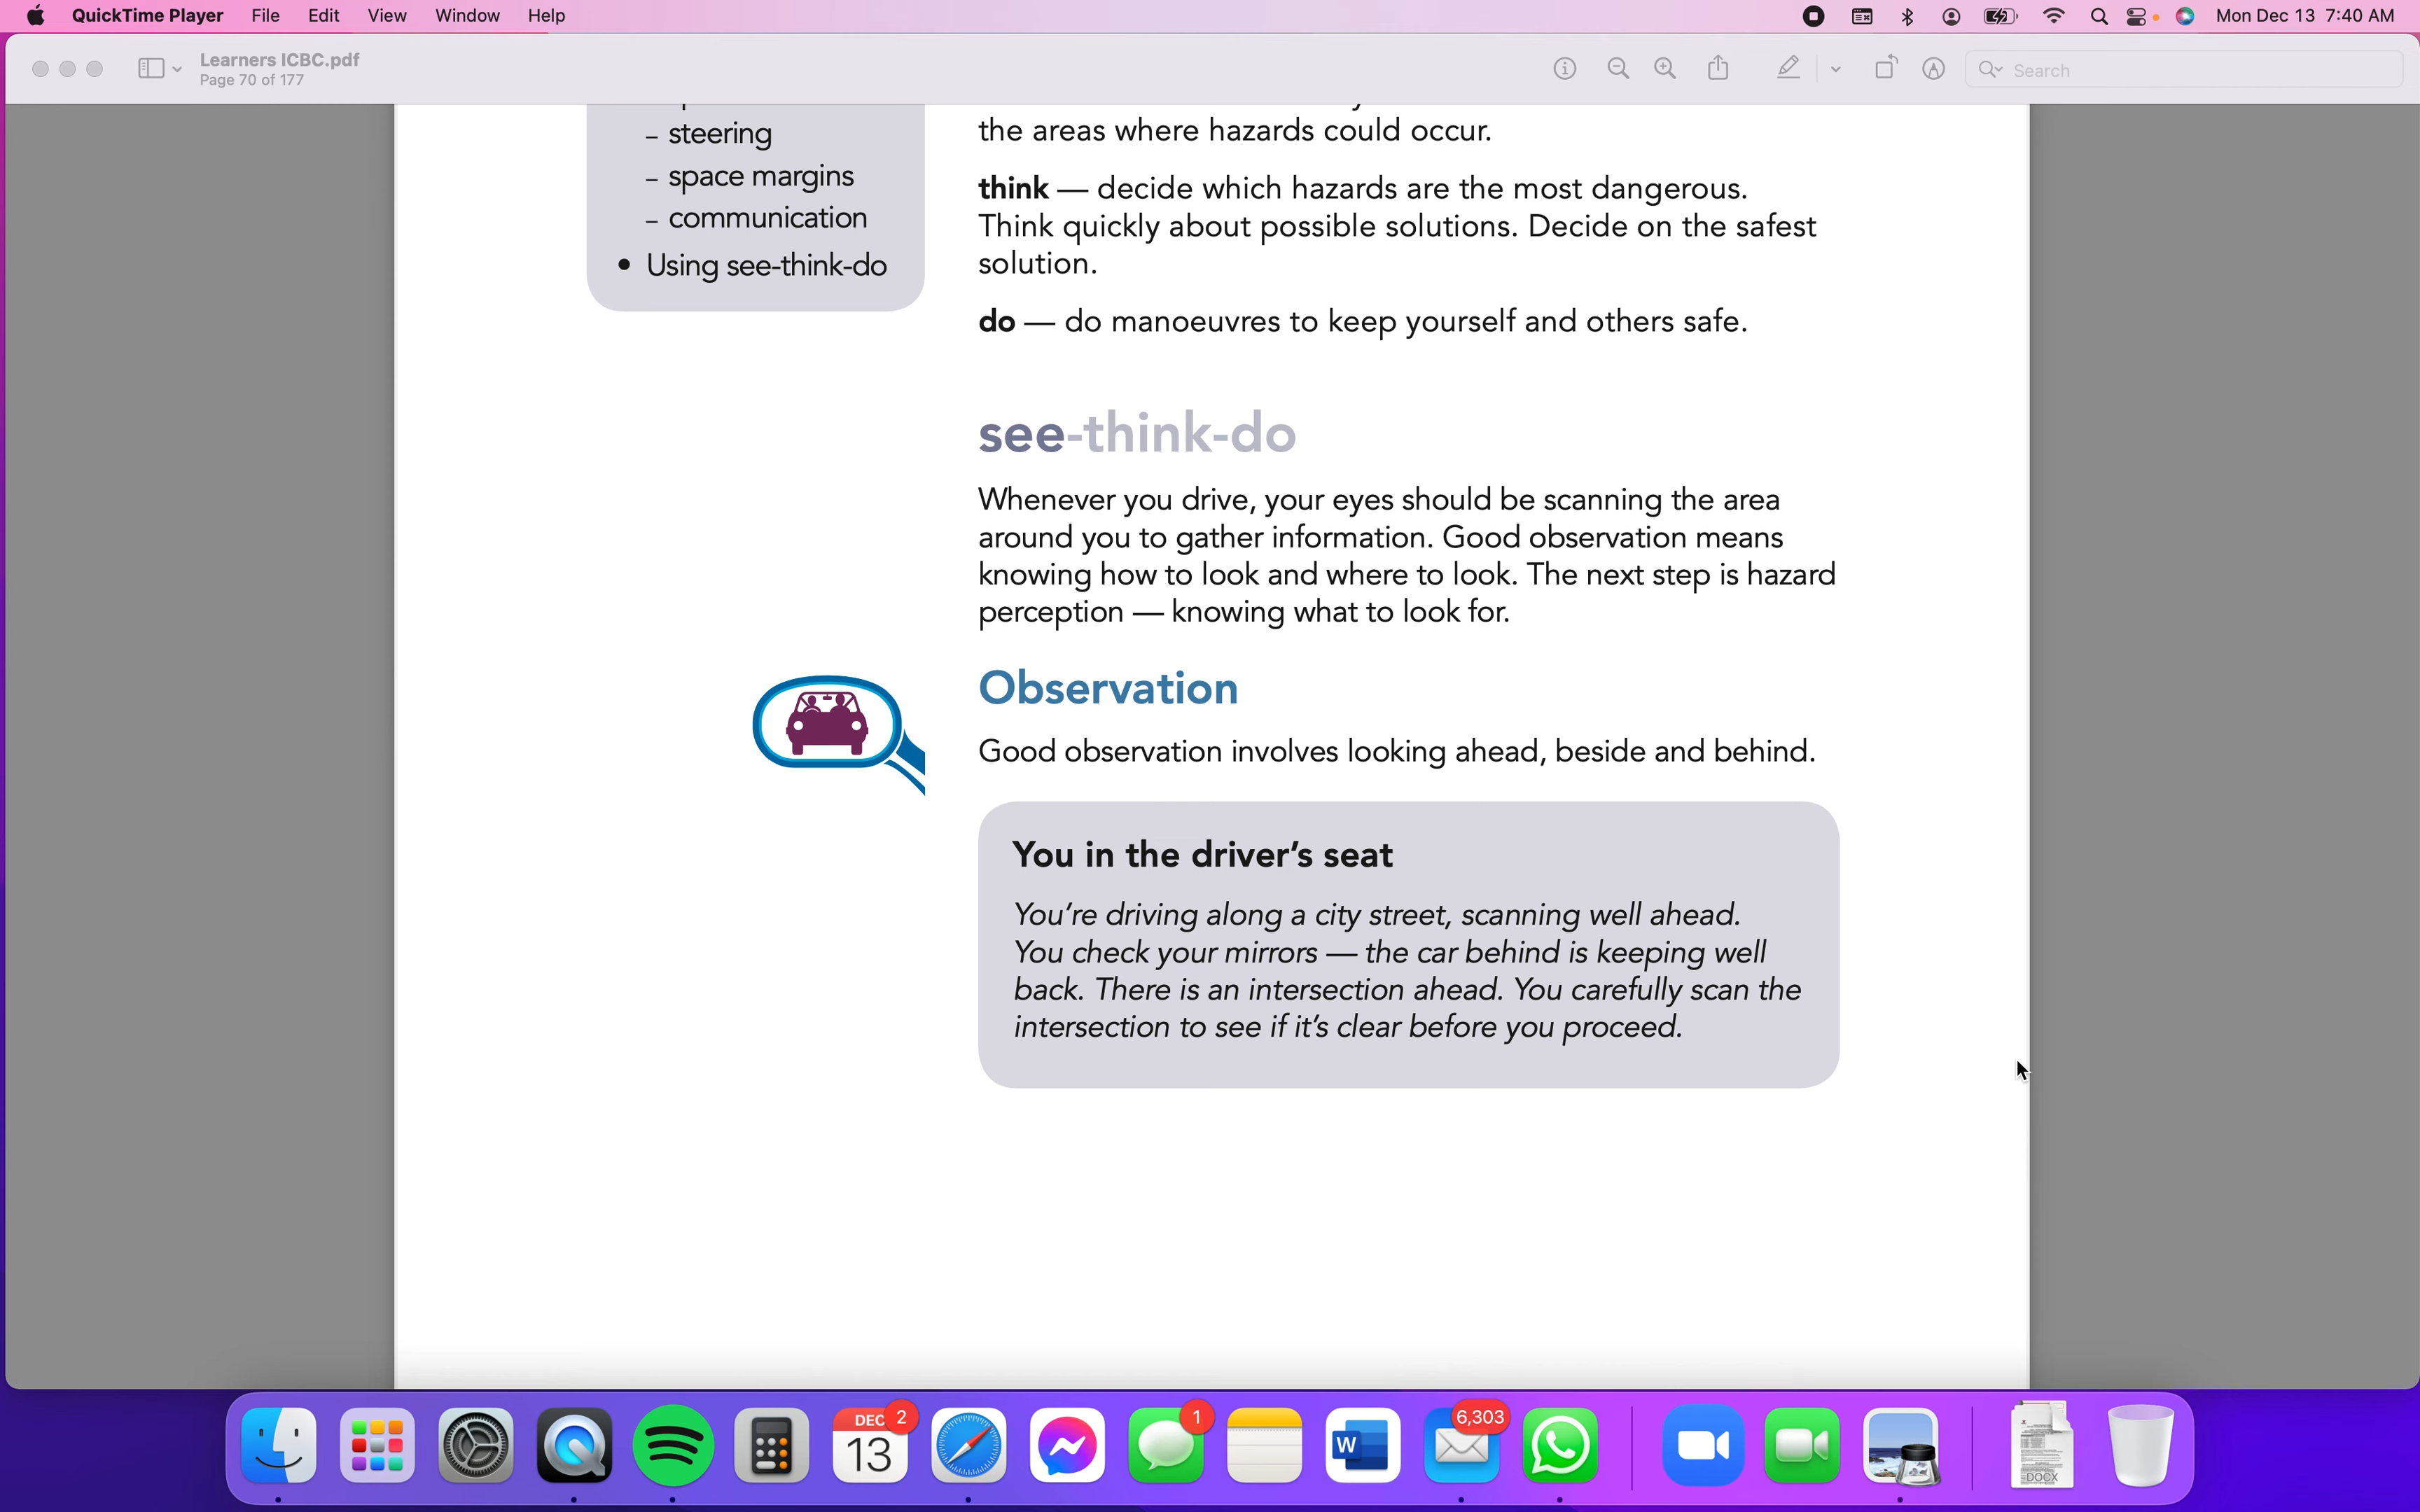 QuickTime Player File Edit View Window Help Mon Dec 13 7:40 AM
Learners ICBC.pdf
Page 70 of 177
Search
– steering
– space margins
– communication
• Using see-think-do
the areas where hazards could occur.
think — decide which hazards are the most dangerous.
Think quickly about possible solutions. Decide on the safest
solution.
do — do manoeuvres to keep yourself and others safe.
see-think-do
Whenever you drive, your eyes should be scanning the area
around you to gather information. Good observation means
knowing how to look and where to look. The next step is hazard
perception — knowing what to look for.
Observation
Good observation involves looking ahead, beside and behind.
You in the driver’s seat
You’re driving along a city street, scanning well ahead.
You check your mirrors — the car behind is keeping well
back. There is an intersection ahead. You carefully scan the
intersection to see if it’s clear before you proceed.
DEC 2
13
1
W
6,303
DOCX